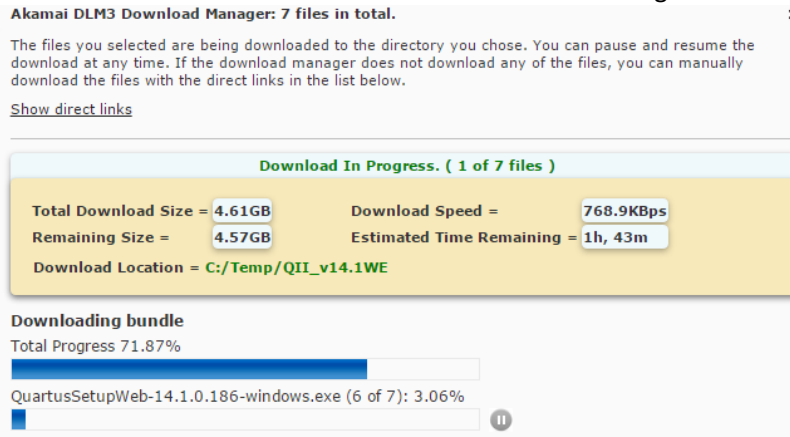 Akamai DLM3 Download Manager: 7 files in total.
The files you selected are being downloaded to the directory you chose. You can pause and resume the
download at any time. If the download manager does not download any of the files, you can manually
download the files with the direct links in the list below.
Show direct links
Download In Progress. ( 1 of 7 files )
Total Download Size = 4.61GB Download Speed = 768.9KBps
Remaining Size = 4.57GB Estimated Time Remaining = 1h, 43m
Download Location = C:/Temp/QII_v14.1WE
Downloading bundle
Total Progress 71.87%
QuartusSetupWeb-14.1.0.186-windows.exe (6 of 7): 3.06%